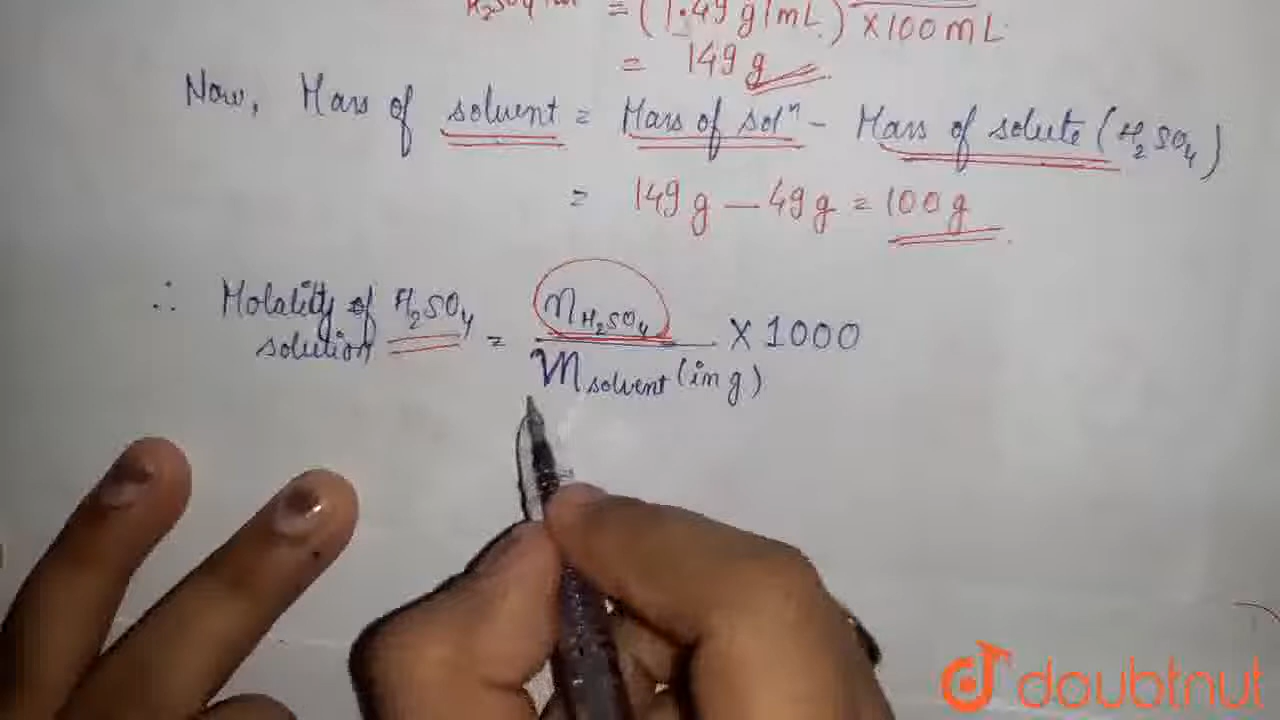 H₂SO₄ = (1.49 g/mL) X 100 mL
= 149 g
Now, Mass of solvent = Mass of solⁿ - Mass of solute (H₂SO₄)
= 149 g - 49 g = 100 g
∴ Molality of H₂SO₄ solution = n H₂SO₄ X 1000
m solvent (in g)
doubtnut